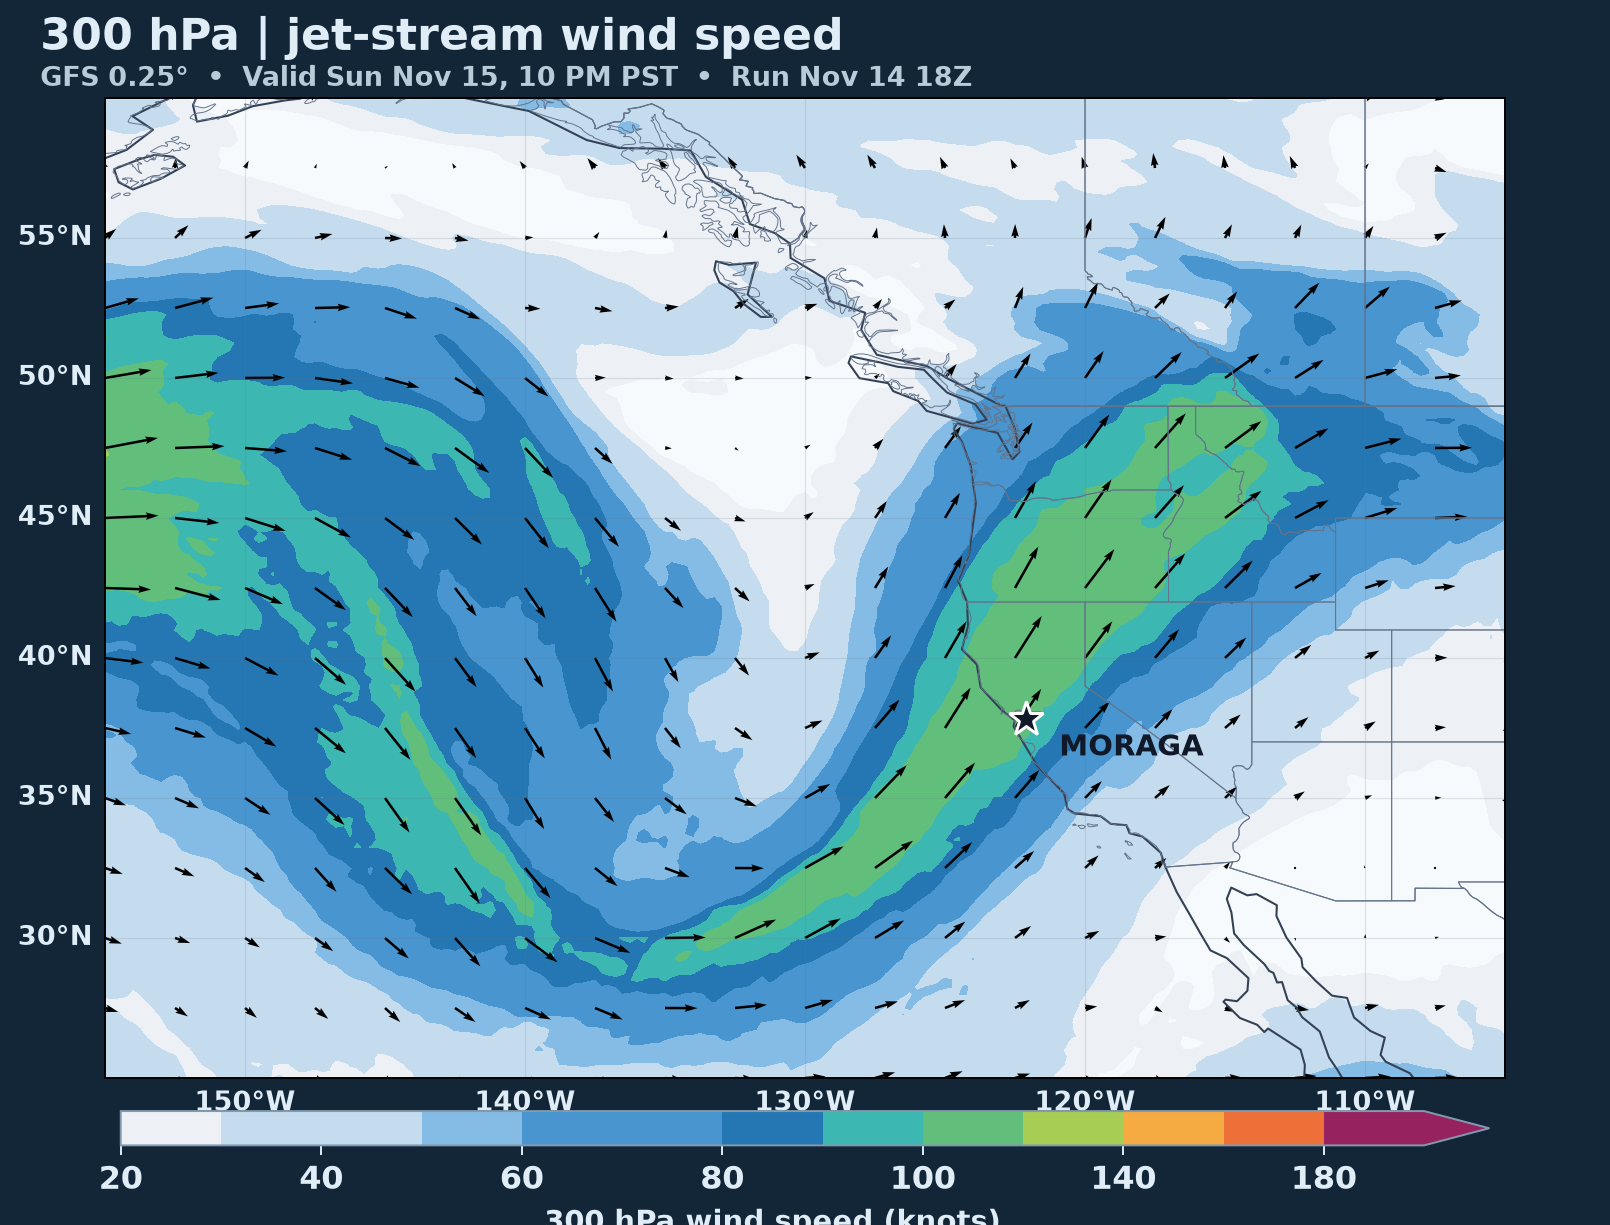 300 hPa | jet-stream wind speed
GFS 0.25° • Valid Sun Nov 15, 10 PM PST • Run Nov 14 18Z
55°N
50°N
45°N
40°N
35°N
30°N
MORAGA
150°W 140°W 130°W 120°W 110°W
20 40 60 80 100 140 180
300 hPa wind speed (knots)